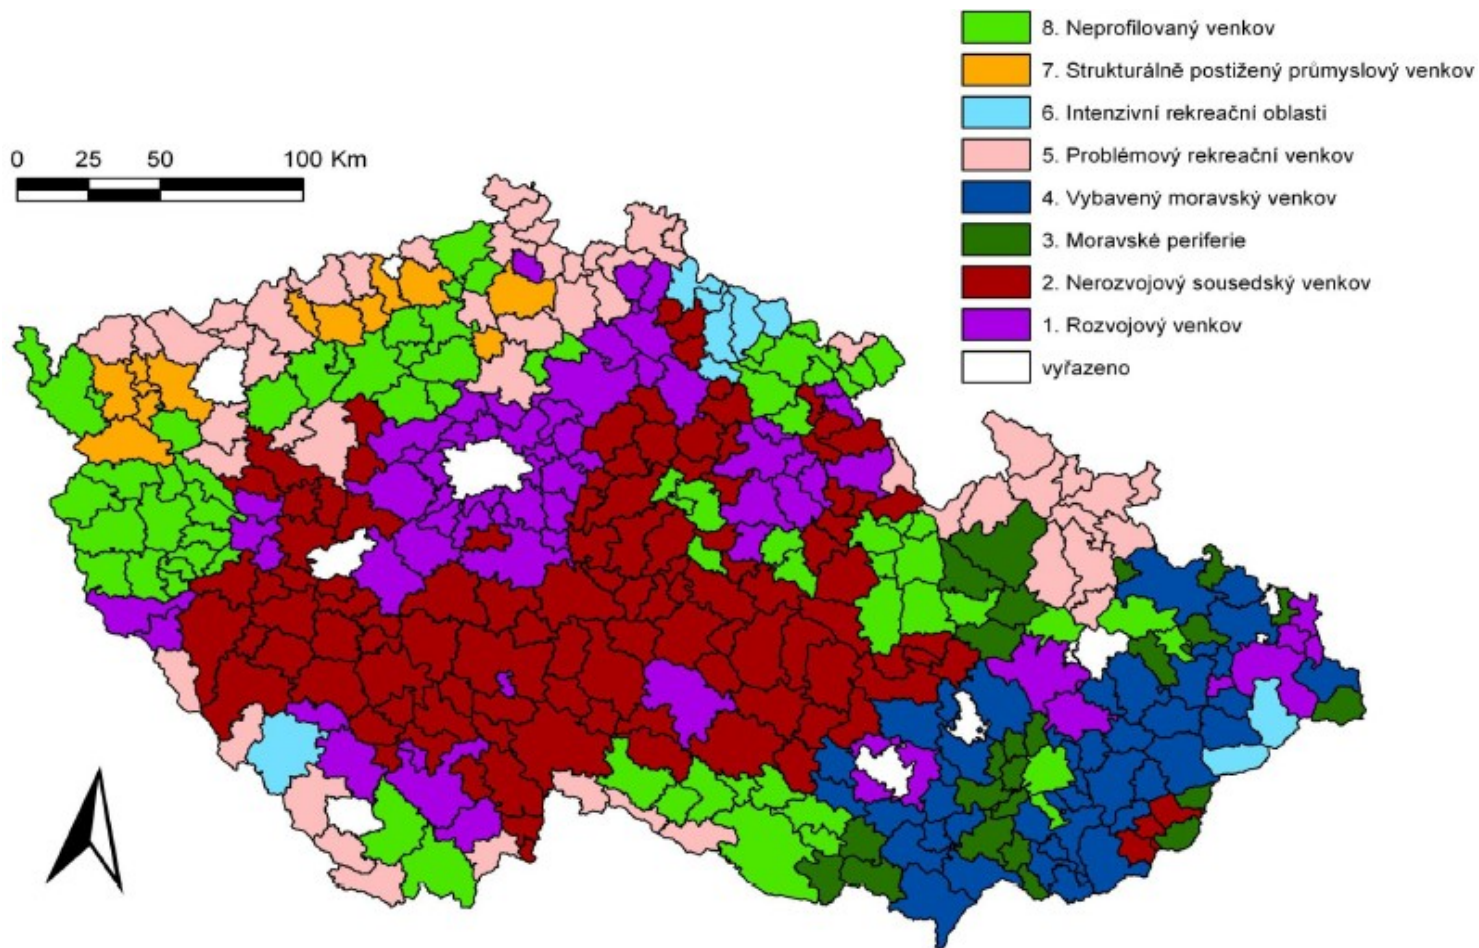 8. Neprofilovaný venkov
7. Strukturálně postižený průmyslový venkov
6. Intenzivní rekreační oblasti
5. Problémový rekreační venkov
4. Vybavený moravský venkov
3. Moravské periferie
2. Nerozvojový sousedský venkov
1. Rozvojový venkov
vyřazeno
0 25 50 100 Km